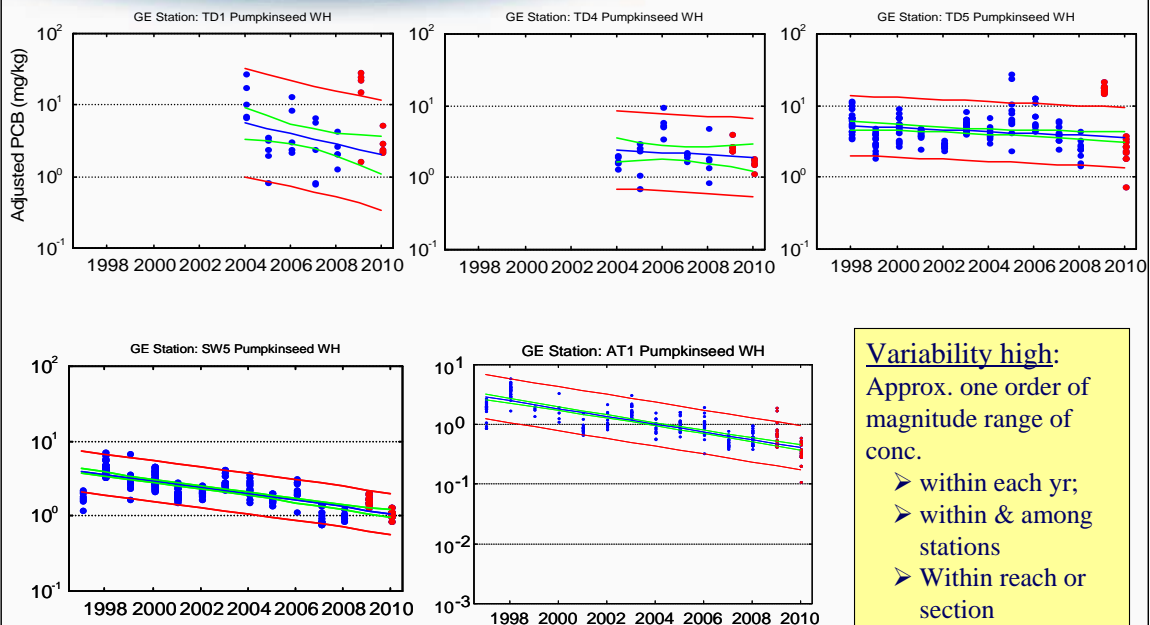 GE Station: TD1 Pumpkinseed WH
10²
10¹
10⁰
10⁻¹
Adjusted PCB (mg/kg)
1998 2000 2002 2004 2006 2008 2010
GE Station: TD4 Pumpkinseed WH
10²
10¹
10⁰
10⁻¹
1998 2000 2002 2004 2006 2008 2010
GE Station: TD5 Pumpkinseed WH
10²
10¹
10⁰
10⁻¹
1998 2000 2002 2004 2006 2008 2010
GE Station: SW5 Pumpkinseed WH
10²
10¹
10⁰
10⁻¹
1998 2000 2002 2004 2006 2008 2010
GE Station: AT1 Pumpkinseed WH
10¹
10⁰
10⁻¹
10⁻²
10⁻³
1998 2000 2002 2004 2006 2008 2010
Variability high:
Approx. one order of
magnitude range of
conc.
➢ within each yr;
➢ within & among
stations
➢ Within reach or
section